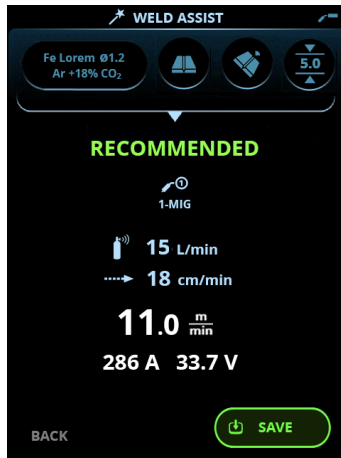 WELD ASSIST
Fe Lorem Ø1.2
Ar +18% CO₂
5.0
RECOMMENDED
1
1-MIG
15 L/min
18 cm/min
11.0 m/min
286 A 33.7 V
BACK
SAVE